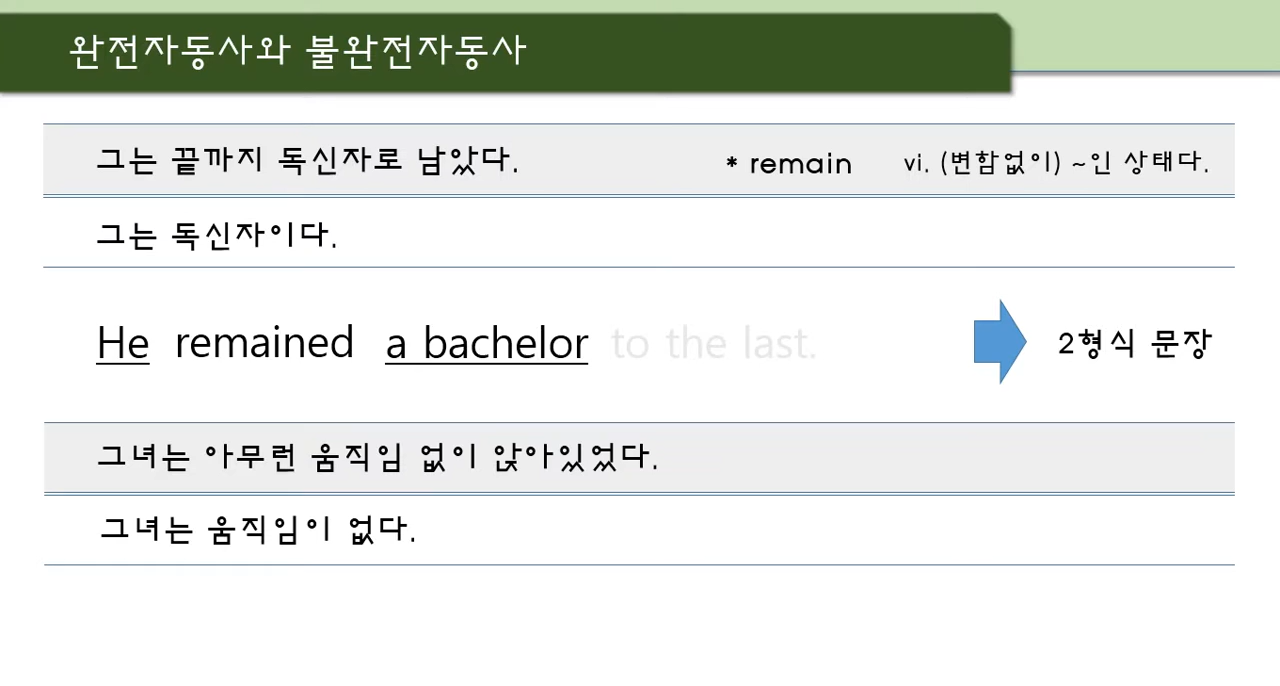 완전자동사와 불완전자동사
그는 끝까지 독신자로 남았다. * remain vi. (변함없이) ~인 상태다.
그는 독신자이다.
He remained a bachelor to the last. 2형식 문장
그녀는 아무런 움직임 없이 앉아있었다.
그녀는 움직임이 없다.